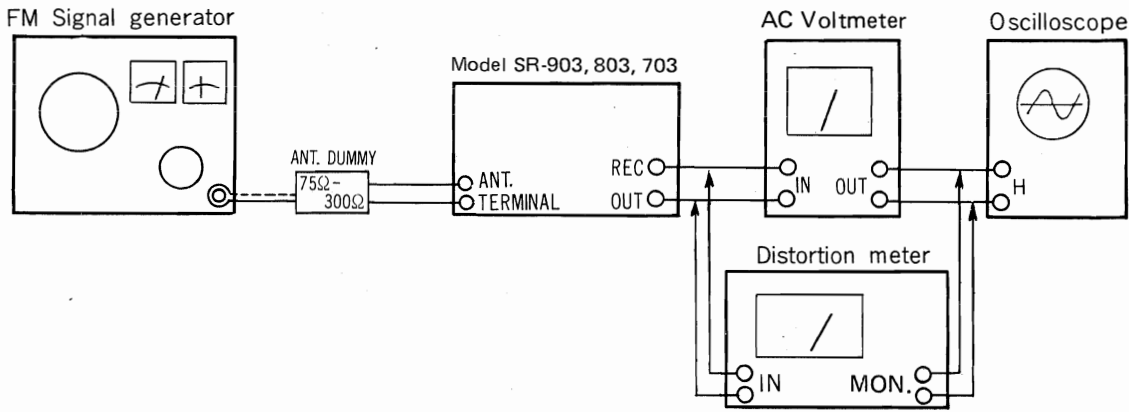 FM Signal generator
AC Voltmeter
Oscilloscope
Model SR-903, 803, 703
ANT. DUMMY
75Ω-
300Ω
ANT.
TERMINAL
REC
OUT
IN
OUT
H
Distortion meter
IN
MON.